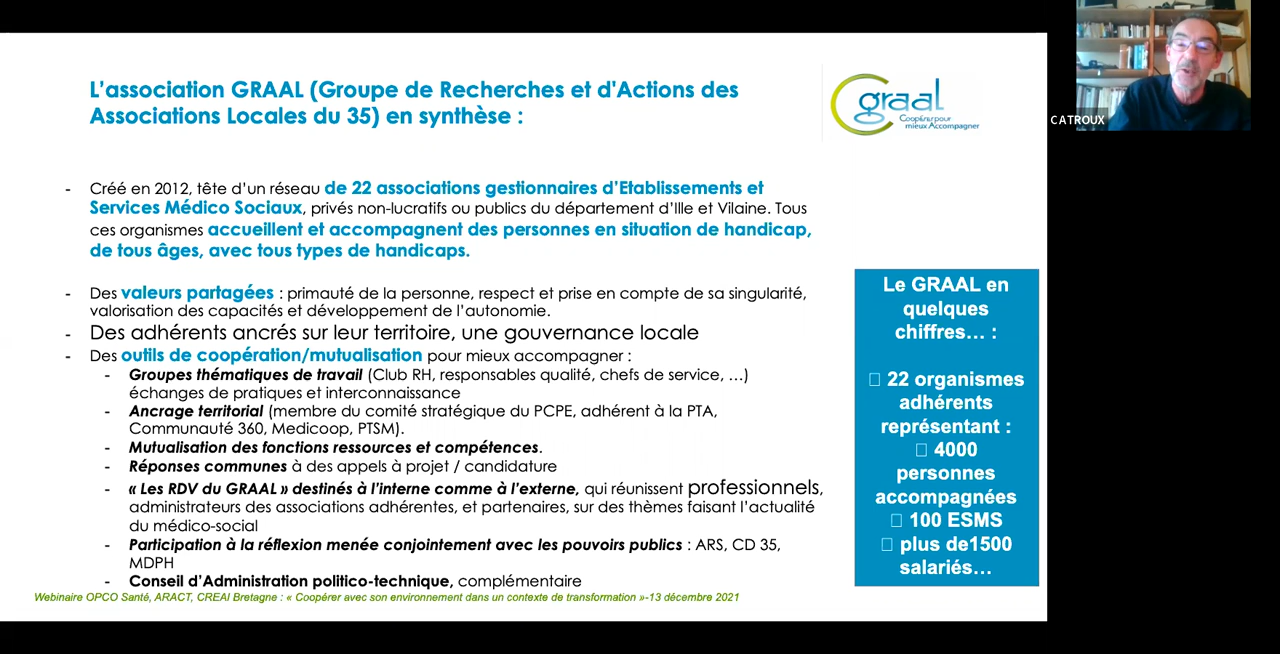 L'association GRAAL (Groupe de Recherches et d'Actions des
Associations Locales du 35) en synthèse :
graal
Coopérer pour
mieux Accompagner
CATROUX
- Créé en 2012, tête d'un réseau de 22 associations gestionnaires d'Etablissements et
Services Médico Sociaux, privés non-lucratifs ou publics du département d'Ille et Vilaine. Tous
ces organismes accueillent et accompagnent des personnes en situation de handicap,
de tous âges, avec tous types de handicaps.
- Des valeurs partagées : primauté de la personne, respect et prise en compte de sa singularité,
valorisation des capacités et développement de l'autonomie.
- Des adhérents ancrés sur leur territoire, une gouvernance locale
- Des outils de coopération/mutualisation pour mieux accompagner :
- Groupes thématiques de travail (Club RH, responsables qualité, chefs de service, …)
échanges de pratiques et interconnaissance
- Ancrage territorial (membre du comité stratégique du PCPE, adhérent à la PTA,
Communauté 360, Medicoop, PTSM).
- Mutualisation des fonctions ressources et compétences.
- Réponses communes à des appels à projet / candidature
- « Les RDV du GRAAL » destinés à l'interne comme à l'externe, qui réunissent professionnels,
administrateurs des associations adhérentes, et partenaires, sur des thèmes faisant l'actualité
du médico-social
- Participation à la réflexion menée conjointement avec les pouvoirs publics : ARS, CD 35,
MDPH
- Conseil d'Administration politico-technique, complémentaire
Le GRAAL en
quelques
chiffres… :
22 organismes
adhérents
représentant :
4000
personnes
accompagnées
100 ESMS
plus de1500
salariés…
Webinaire OPCO Santé, ARACT, CREAI Bretagne : « Coopérer avec son environnement dans un contexte de transformation »-13 décembre 2021